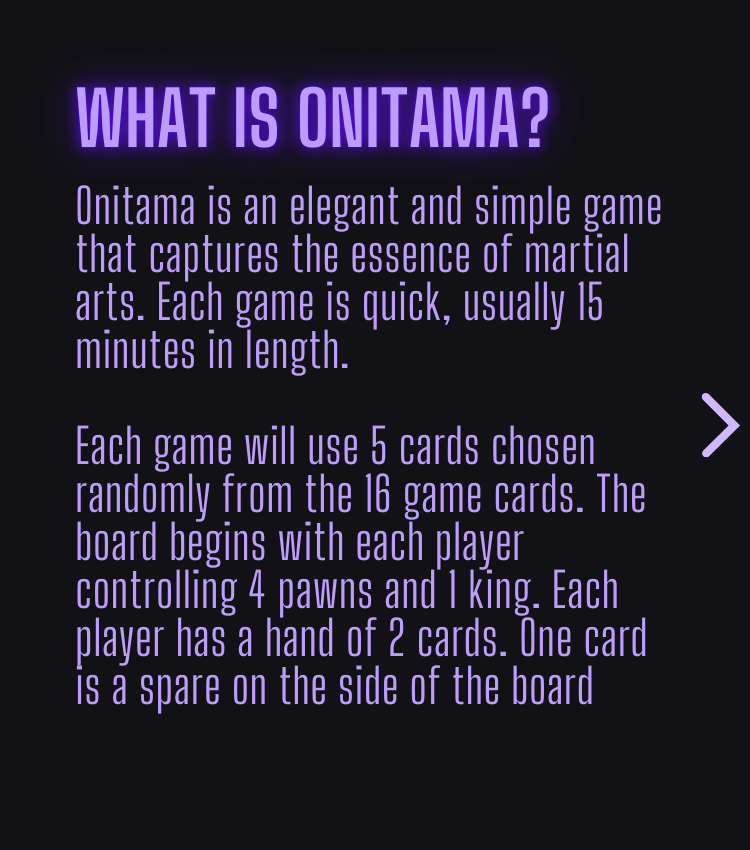 WHAT IS ONITAMA?
Onitama is an elegant and simple game
that captures the essence of martial
arts. Each game is quick, usually 15
minutes in length.
Each game will use 5 cards chosen
randomly from the 16 game cards. The
board begins with each player
controlling 4 pawns and 1 king. Each
player has a hand of 2 cards. One card
is a spare on the side of the board